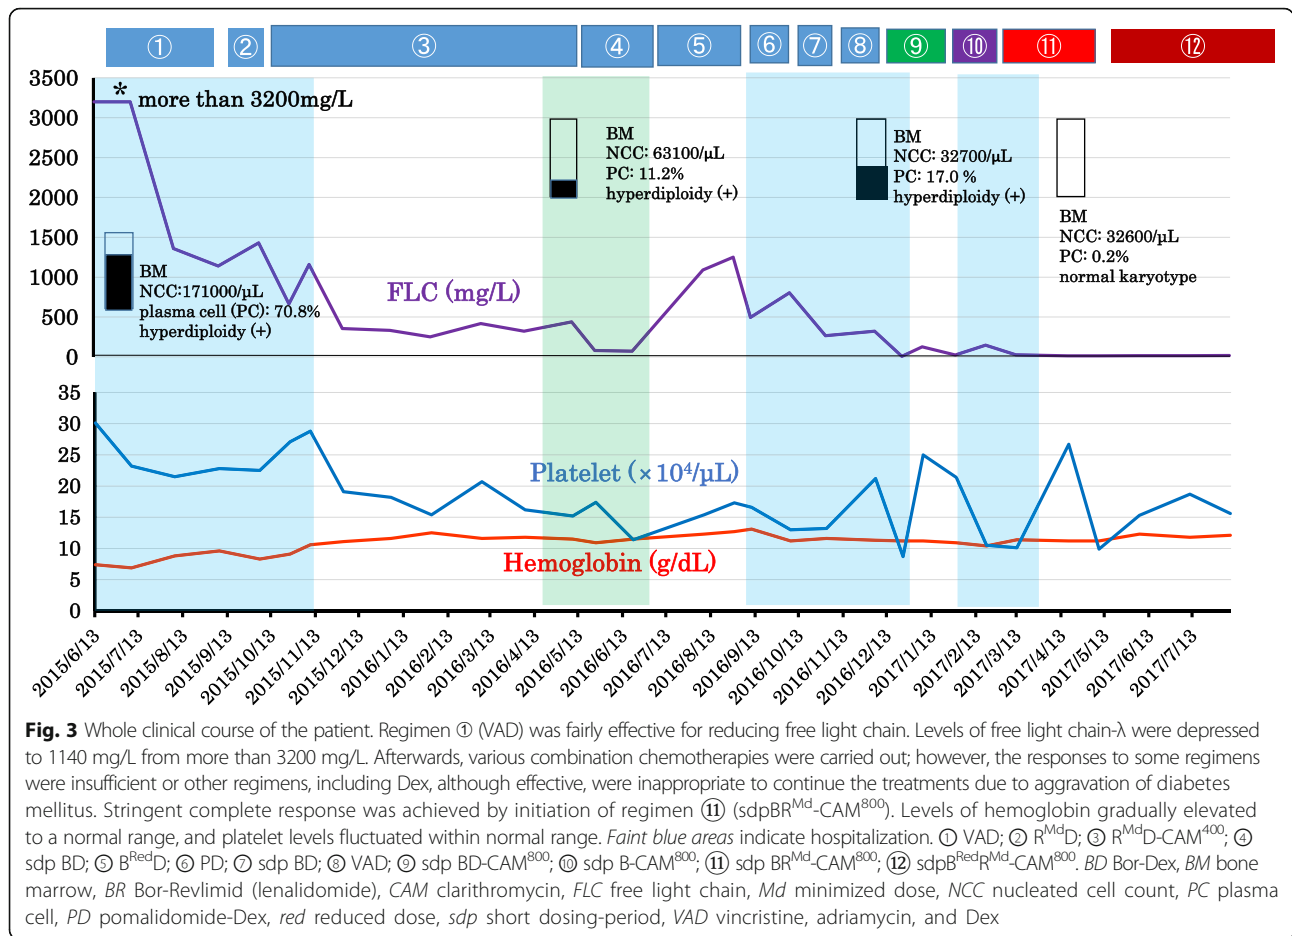 ① ② ③ ④ ⑤ ⑥ ⑦ ⑧ ⑨ ⑩ ⑪ ⑫
3500
3000
2500
2000
1500
1000
500
0
* more than 3200mg/L
BM
NCC:171000/μL
plasma cell (PC): 70.8%
hyperdiploidy (+)
FLC (mg/L)
BM
NCC: 63100/μL
PC: 11.2%
hyperdiploidy (+)
BM
NCC: 32700/μL
PC: 17.0 %
hyperdiploidy (+)
BM
NCC: 32600/μL
PC: 0.2%
normal karyotype
35
30
25
20
15
10
5
0
Platelet (×10⁴/μL)
Hemoglobin (g/dL)
2015/6/13
2015/7/13
2015/8/13
2015/9/13
2015/10/13
2015/11/13
2015/12/13
2016/1/13
2016/2/13
2016/3/13
2016/4/13
2016/5/13
2016/6/13
2016/7/13
2016/8/13
2016/9/13
2016/10/13
2016/11/13
2016/12/13
2017/1/13
2017/2/13
2017/3/13
2017/4/13
2017/5/13
2017/6/13
2017/7/13
Fig. 3 Whole clinical course of the patient. Regimen ① (VAD) was fairly effective for reducing free light chain. Levels of free light chain-λ were depressed
to 1140 mg/L from more than 3200 mg/L. Afterwards, various combination chemotherapies were carried out; however, the responses to some regimens
were insufficient or other regimens, including Dex, although effective, were inappropriate to continue the treatments due to aggravation of diabetes
mellitus. Stringent complete response was achieved by initiation of regimen ⑪ (sdpBRᴹᵈ-CAM⁸⁰⁰). Levels of hemoglobin gradually elevated
to a normal range, and platelet levels fluctuated within normal range. Faint blue areas indicate hospitalization. ① VAD; ② RᴹᵈD; ③ RᴹᵈD-CAM⁴⁰⁰; ④
sdp BD; ⑤ BᴿᵉᵈD; ⑥ PD; ⑦ sdp BD; ⑧ VAD; ⑨ sdp BD-CAM⁸⁰⁰; ⑩ sdp B-CAM⁸⁰⁰; ⑪ sdp BRᴹᵈ-CAM⁸⁰⁰; ⑫ sdpBᴿᵉᵈRᴹᵈ-CAM⁸⁰⁰. BD Bor-Dex, BM bone
marrow, BR Bor-Revlimid (lenalidomide), CAM clarithromycin, FLC free light chain, Md minimized dose, NCC nucleated cell count, PC plasma
cell, PD pomalidomide-Dex, red reduced dose, sdp short dosing-period, VAD vincristine, adriamycin, and Dex